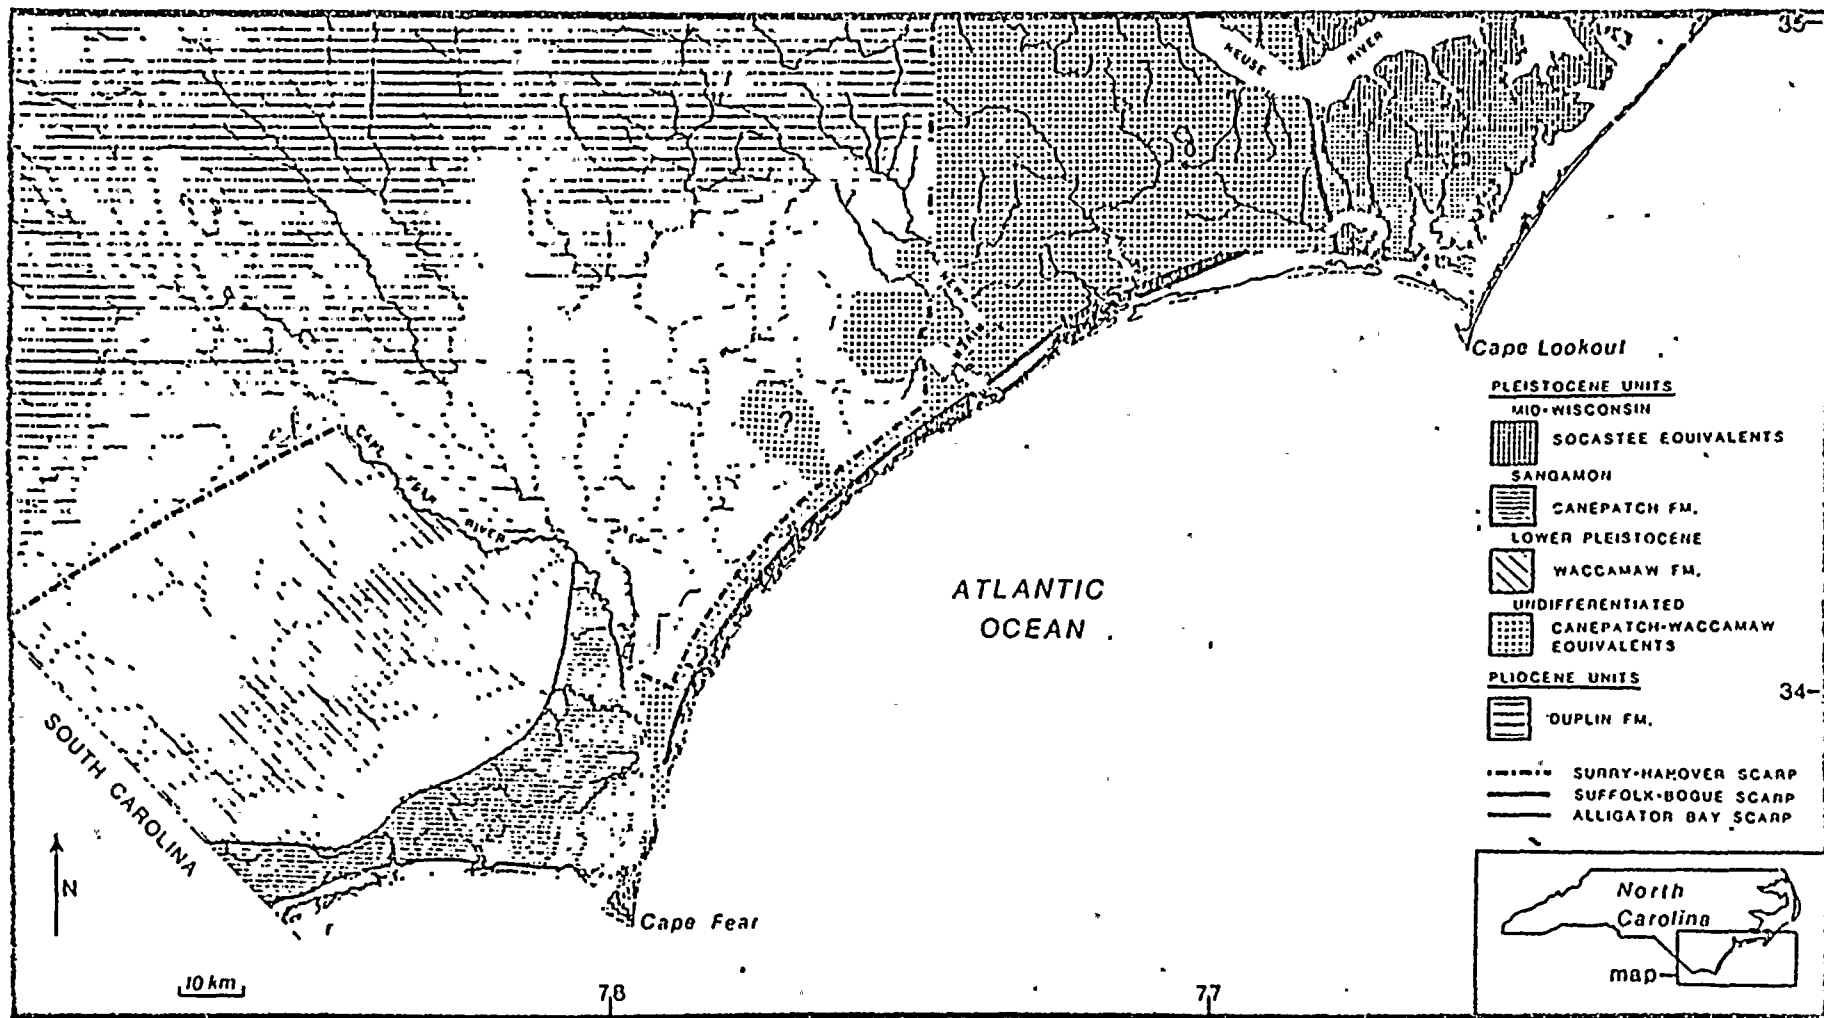 35
NEUSE RIVER
NEW
Cape Lookout
PLEISTOCENE UNITS
MID-WISCONSIN
SOCASTEE EQUIVALENTS
SANGAMON
CANEPATCH FM.
LOWER PLEISTOCENE
WACCAMAW FM.
UNDIFFERENTIATED
CANEPATCH-WACCAMAW
EQUIVALENTS
PLIOCENE UNITS
DUPLIN FM.
SURRY-HANOVER SCARP
SUFFOLK-BOGUE SCARP
ALLIGATOR BAY SCARP
34
?
CAPE FEAR RIVER
ATLANTIC
OCEAN
SOUTH CAROLINA
N
Cape Fear
10 km
78
77
North
Carolina
map